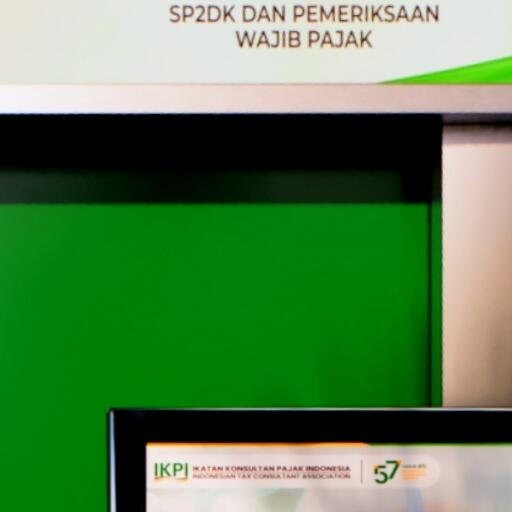 SP2DK DAN PEMERIKSAAN
WAJIB PAJAK
IKPI
IKATAN KONSULTAN PAJAK INDONESIA
INDONESIAN TAX CONSULTANT ASSOCIATION
57